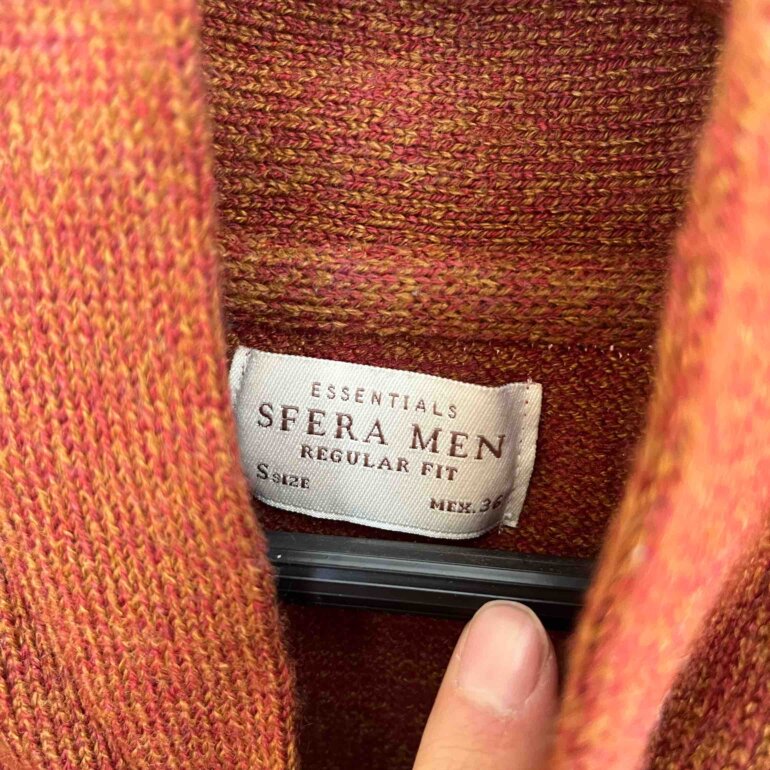 ESSENTIALS
SFERA MEN
REGULAR FIT
S SIZE
MEX. 36